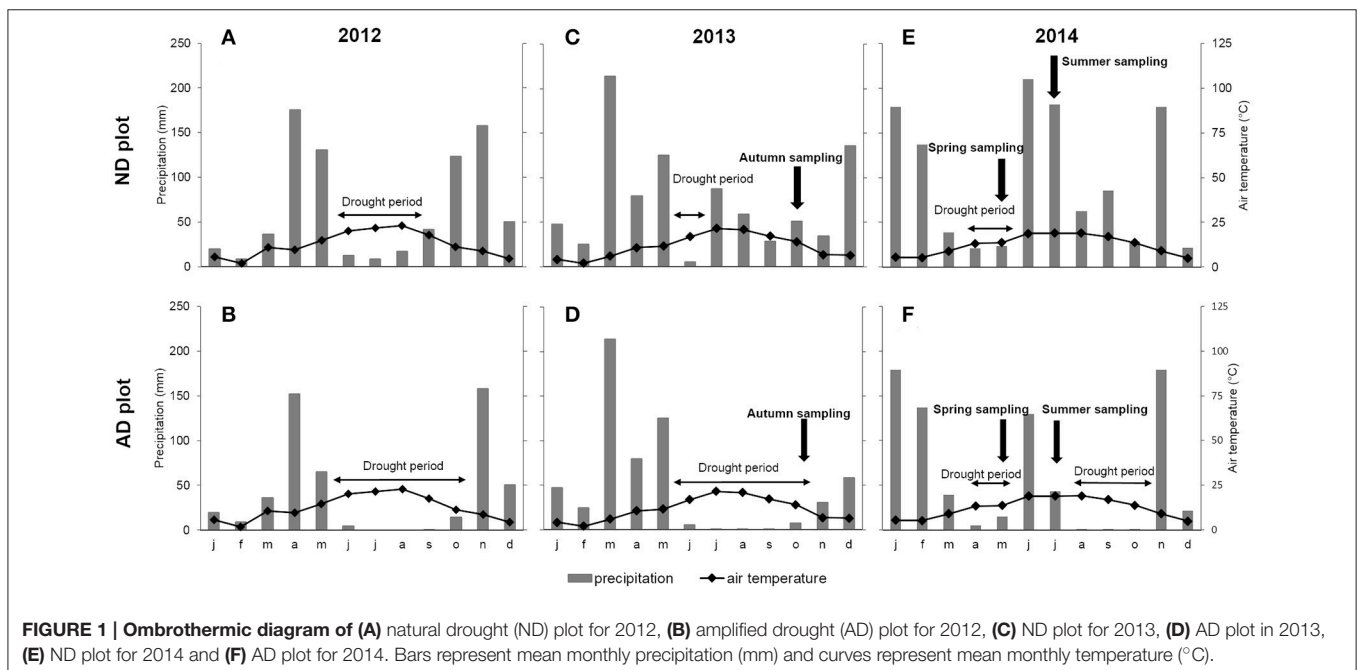 A
2012
C
2013
E
2014
ND plot
Precipitation (mm)
250
200
150
100
50
0
Drought period
Drought period
Autumn sampling
Spring sampling
Drought period
Summer sampling
125
100
75
50
25
0
Air temperature (°C)
B
D
F
AD plot
Precipitation (mm)
250
200
150
100
50
0
Drought period
Autumn sampling
Drought period
Spring sampling
Summer sampling
Drought period
Drought period
125
100
75
50
25
0
Air temperature (°C)
j f m a m j j a s o n d
j f m a m j j a s o n d
j f m a m j j a s o n d
precipitation
air temperature
FIGURE 1 | Ombrothermic diagram of (A) natural drought (ND) plot for 2012, (B) amplified drought (AD) plot for 2012, (C) ND plot for 2013, (D) AD plot in 2013,
(E) ND plot for 2014 and (F) AD plot for 2014. Bars represent mean monthly precipitation (mm) and curves represent mean monthly temperature (°C).